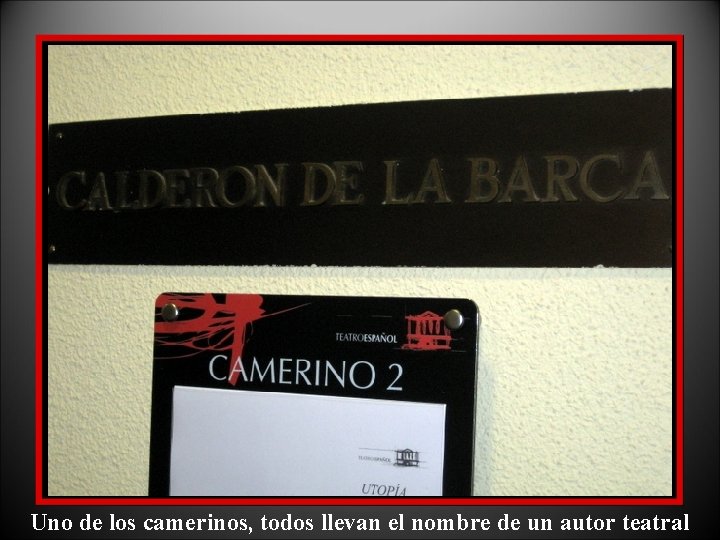 CALDERON DE LA BARCA
TEATROESPAÑOL
CAMERINO 2
TEATROESPAÑOL
UTOPÍA
Uno de los camerinos, todos llevan el nombre de un autor teatral